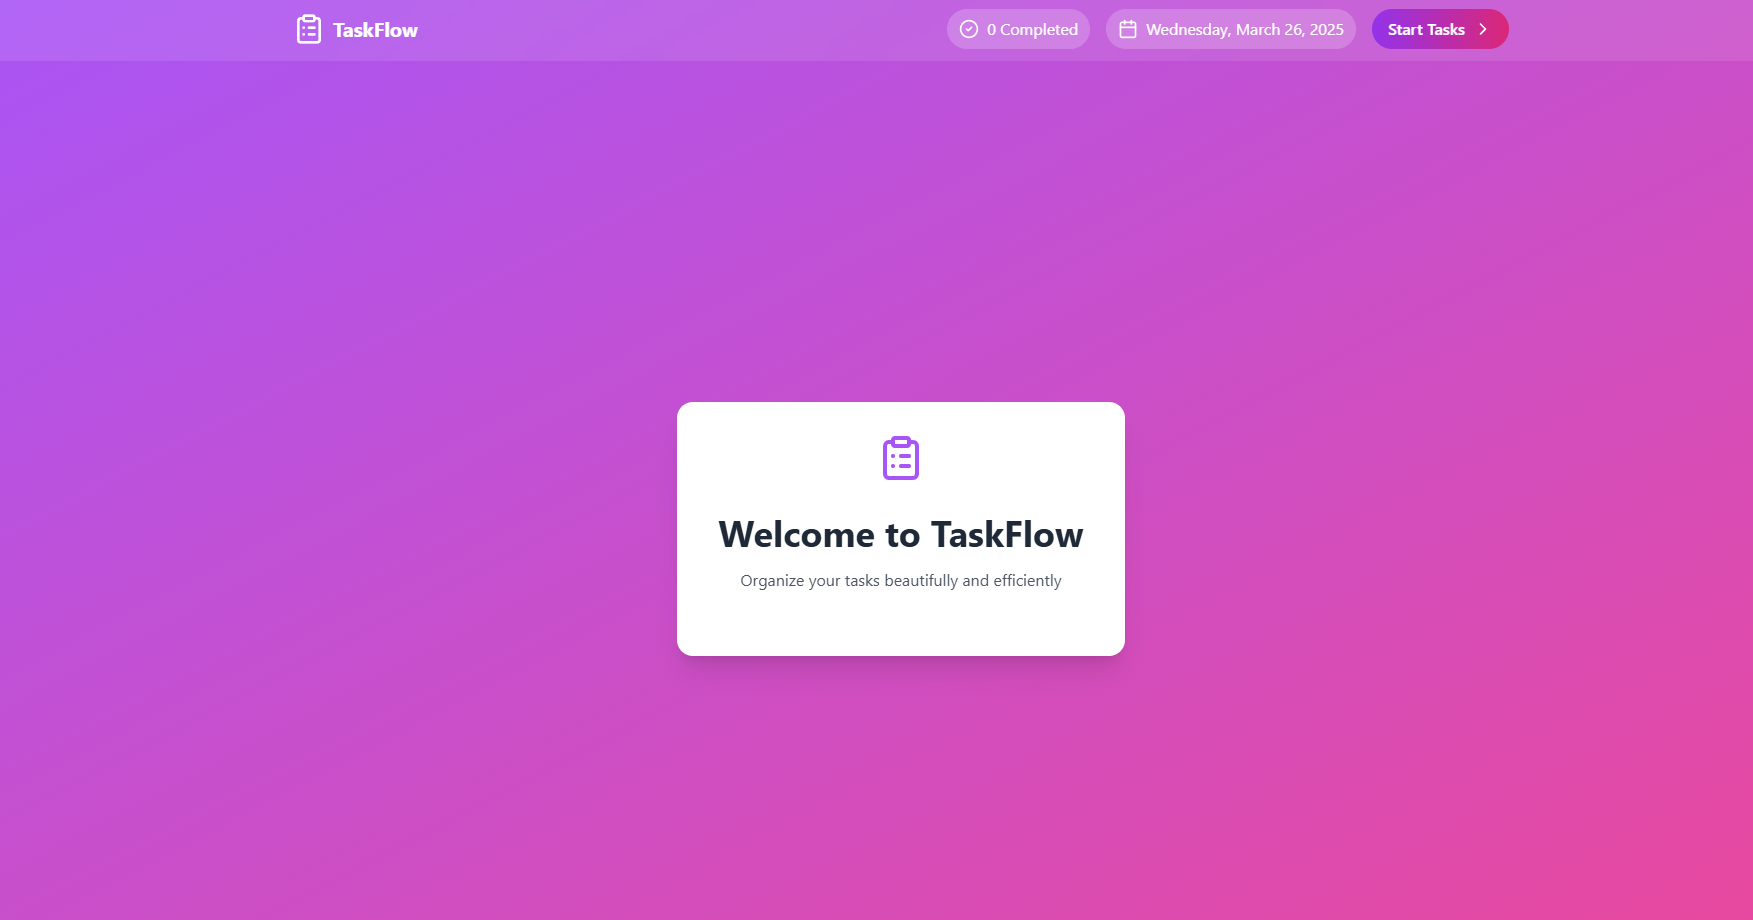 TaskFlow
0 Completed
Wednesday, March 26, 2025
Start Tasks
Welcome to TaskFlow
Organize your tasks beautifully and efficiently